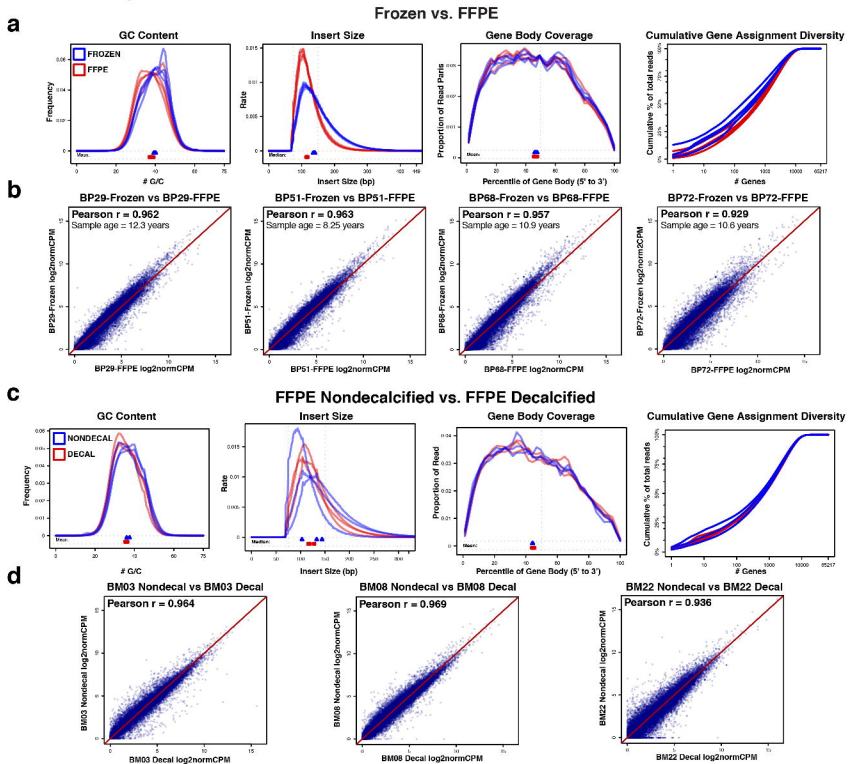 Frozen vs. FFPE
a
GC Content
Insert Size
Gene Body Coverage
Cumulative Gene Assignment Diversity
FROZEN
FFPE
Frequency
Rate
Proportion of Read Pairs
Cumulative % of total reads
Mean:
Median:
Mean:
# G/C
Insert Size (bp)
Percentile of Gene Body (5' to 3')
# Genes
b
BP29-Frozen vs BP29-FFPE
BP51-Frozen vs BP51-FFPE
BP68-Frozen vs BP68-FFPE
BP72-Frozen vs BP72-FFPE
Pearson r = 0.962
Sample age = 12.3 years
Pearson r = 0.963
Sample age = 8.25 years
Pearson r = 0.957
Sample age = 10.9 years
Pearson r = 0.929
Sample age = 10.6 years
BP29-Frozen log2normCPM
BP51-Frozen log2normCPM
BP68-Frozen log2normCPM
BP72-Frozen log2norm2CPM
BP29-FFPE log2normCPM
BP51-FFPE log2normCPM
BP68-FFPE log2normCPM
BP72-FFPE log2normCPM
c
FFPE Nondecalcified vs. FFPE Decalcified
GC Content
Insert Size
Gene Body Coverage
Cumulative Gene Assignment Diversity
NONDECAL
DECAL
Frequency
Rate
Proportion of Read
Cumulative % of total reads
Mean:
Median:
Mean:
# G/C
Insert Size (bp)
Percentile of Gene Body (5' to 3')
# Genes
d
BM03 Nondecal vs BM03 Decal
BM08 Nondecal vs BM08 Decal
BM22 Nondecal vs BM22 Decal
Pearson r = 0.964
Pearson r = 0.969
Pearson r = 0.936
BM03 Nondecal log2normCPM
BM08 Nondecal log2normCPM
BM22 Nondecal log2normCPM
BM03 Decal log2normCPM
BM08 Decal log2normCPM
BM22 Decal log2normCPM